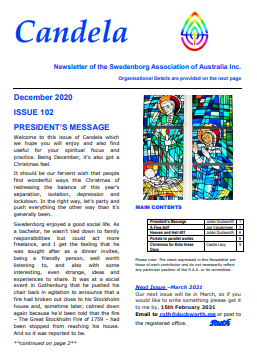 Candela
Newsletter of the Swedenborg Association of Australia Inc.
Organisational Details are provided on the next page
December 2020
ISSUE 102
PRESIDENT'S MESSAGE
Welcome to this issue of Candela which
we hope you will enjoy and also find
useful for your spiritual focus and
practice. Being December, it's also got a
Christmas feel.
It should be our fervent wish that people
find wonderful ways this Christmas of
redressing the balance of this year's
separation, isolation, depression and
lockdown. In the right way, let's party and
push everything the other way than it's
generally been.
Swedenborg enjoyed a good social life. As
a bachelor, he wasn't tied down to family
responsibilities but could act more
freelance, and I get the feeling that he
was sought after as a dinner invitee,
being a friendly person, well worth
listening to, and also with some
interesting, even strange, ideas and
experiences to share. It was at a social
event in Gothenburg that he pushed his
chair back in agitation to announce that a
fire had broken out close to his Stockholm
house and, sometime later, calmed down
again because he'd been told that the fire
– The Great Stockholm Fire of 1759 – had
been stopped from reaching his house.
And so it was reported to be.
**continued on page 2**
MAIN CONTENTS
President's Message Julian Duckworth 1
A Fine Art? Joe Vandermeer 3
Heaven and Hell 401 Julian Duckworth 5
Portals to parallel worlds
Christmas for Kids those Days Carole Lacy
Please note: The views expressed in this Newsletter are
those of each contributor and do not necessarily reflect
any particular position of the S.A.A. or its committee.
Next Issue –March 2021
Our next issue will be in March, so if you
would like to write something please get it
to me by, 15th February 2021
Email to ruth@duckworth.me or post to
the registered office. Ruth